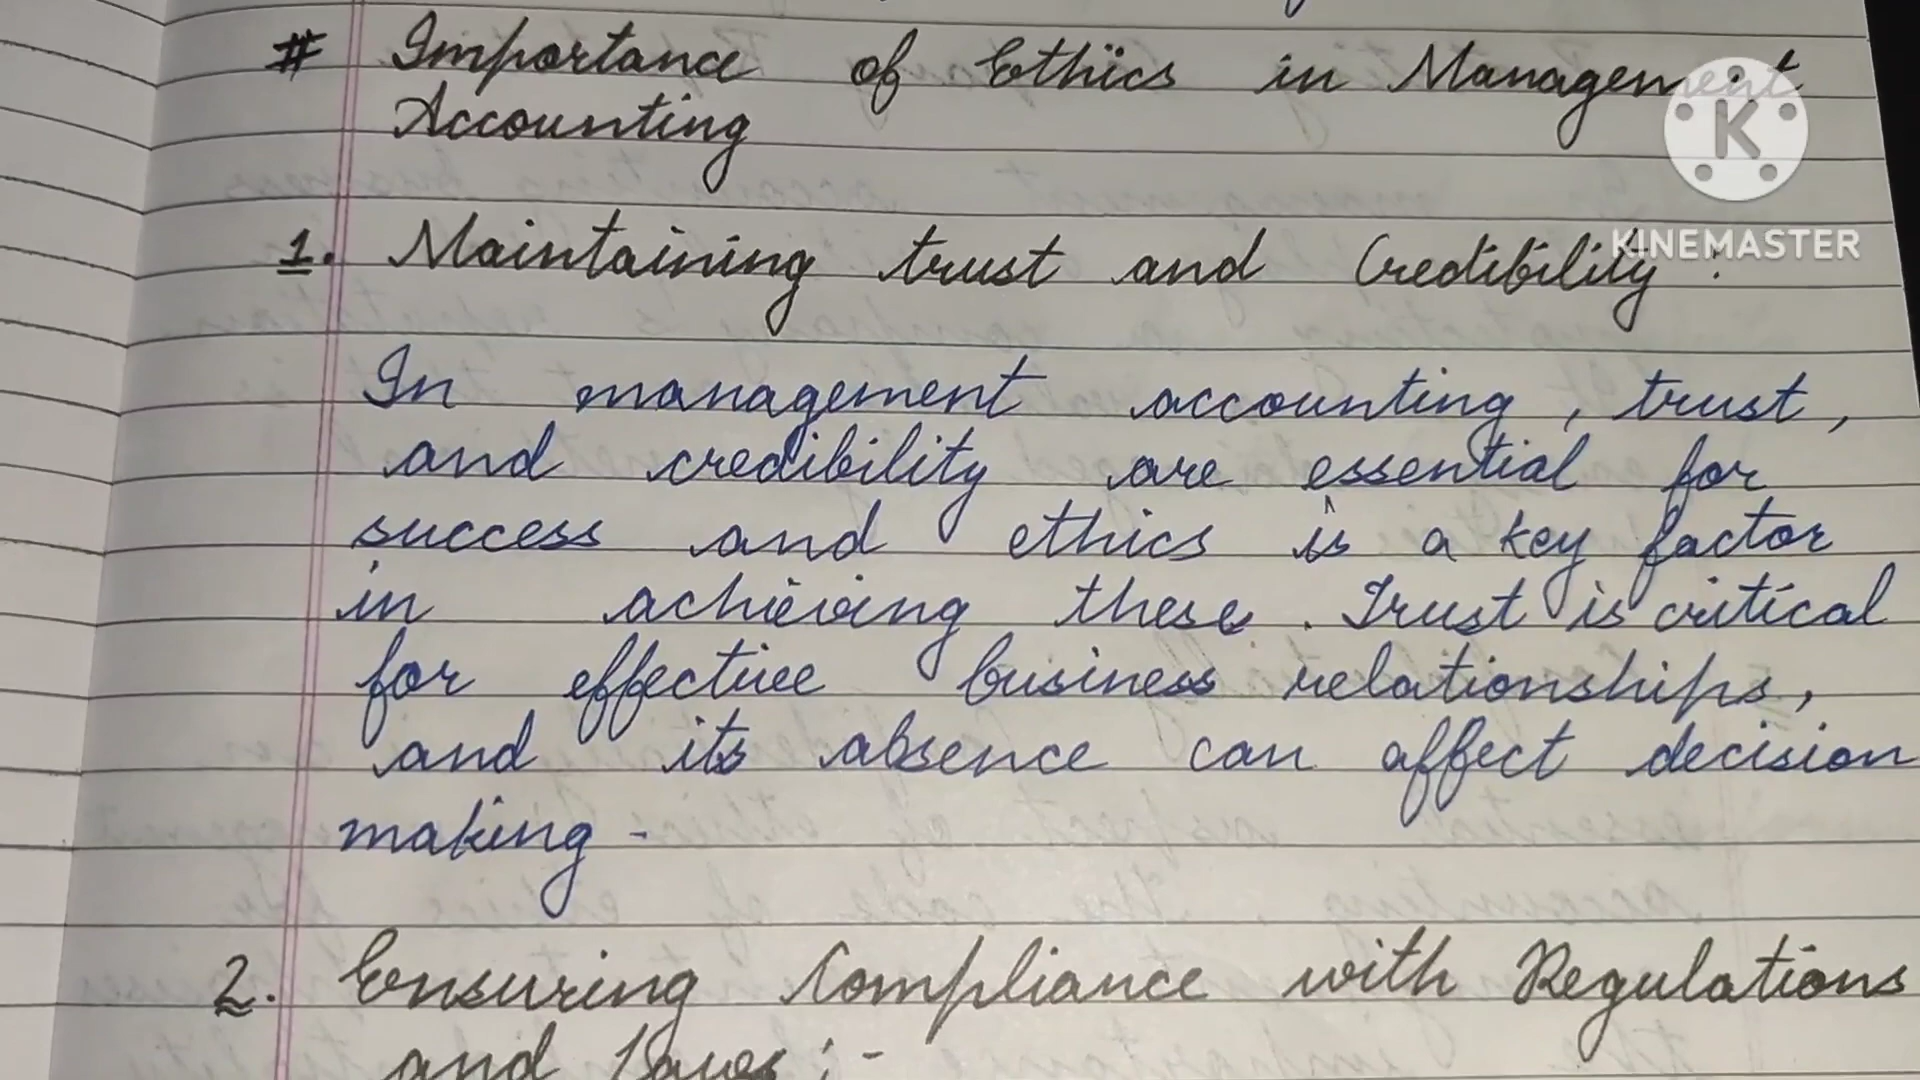 # Importance of Ethics in Management
Accounting
KINEMASTER
1. Maintaining trust and Credibility :
In management accounting, trust,
and credibility are essential for
success and ethics is a key factor
in achieving these. Trust is critical
for effective business relationships,
and its absence can affect decision
making -
2. Ensuring Compliance with Regulations
and Laws :-